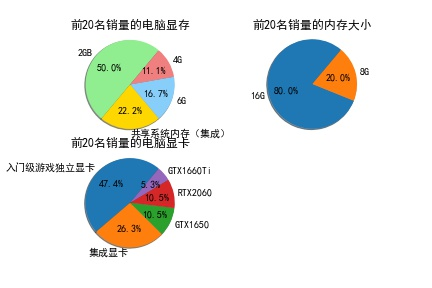 前20名销量的电脑显存
2GB
50.0%
4G
11.1%
16.7%
6G
22.2%
共享系统内存（集成）
前20名销量的内存大小
8G
20.0%
80.0%
16G
前20名销量的电脑显卡
入门级游戏独立显卡
47.4%
GTX1660Ti
5.3%
RTX2060
10.5%
10.5%
GTX1650
26.3%
集成显卡